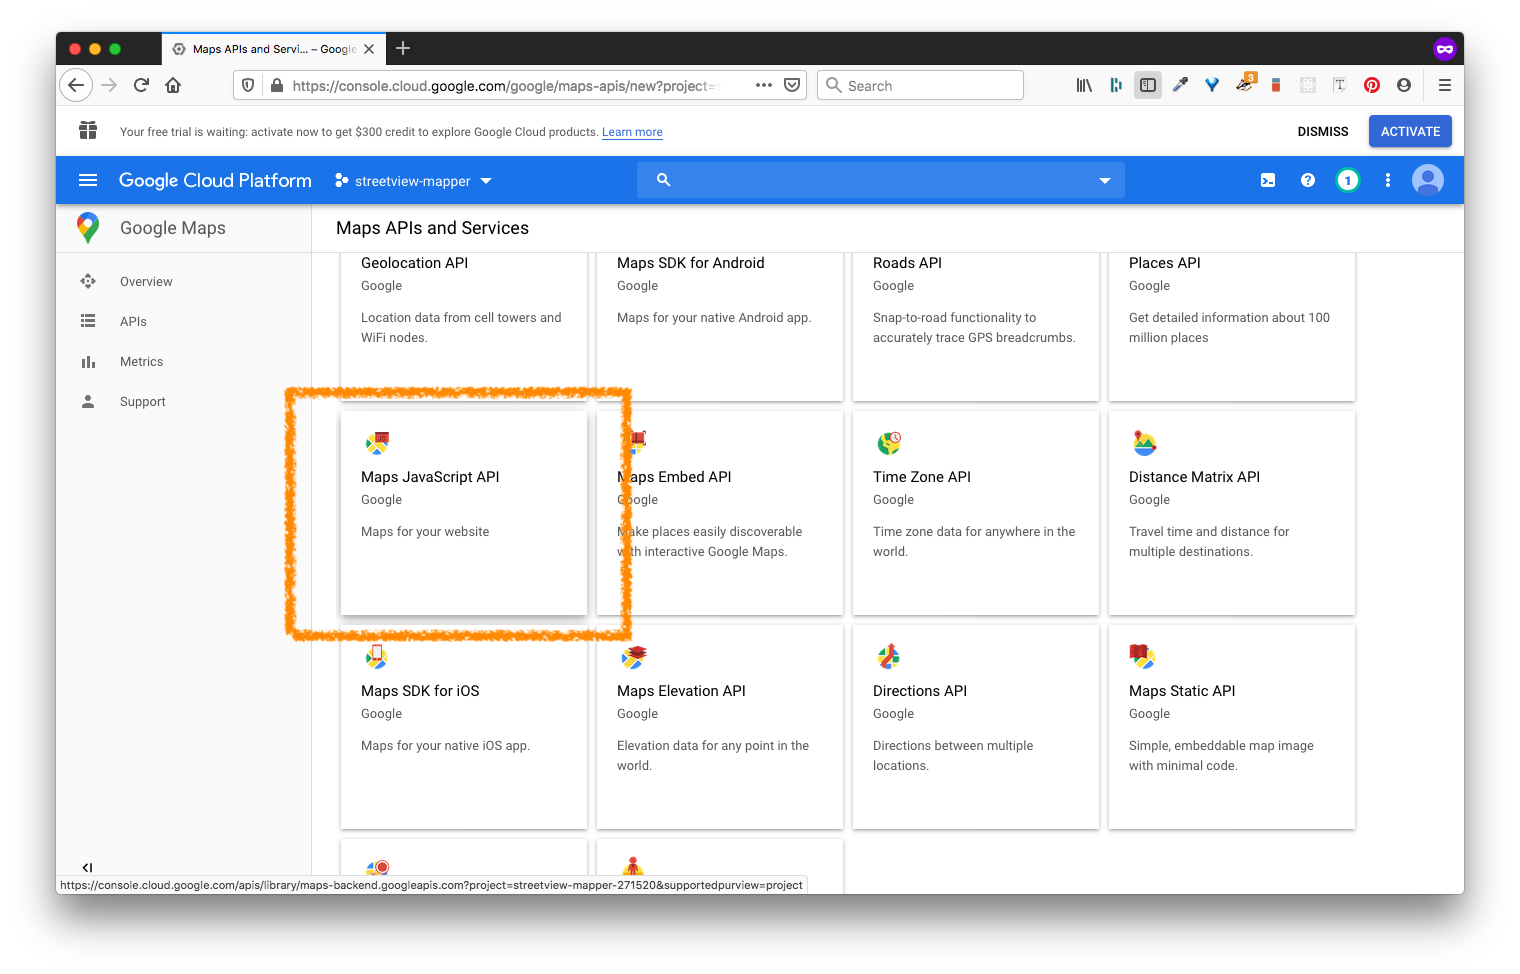 Maps APIs and Servi... – Google
https://console.cloud.google.com/google/maps-apis/new?project=
Search
3
Your free trial is waiting: activate now to get $300 credit to explore Google Cloud products. Learn more
DISMISS
ACTIVATE
Google Cloud Platform
streetview-mapper
1
Google Maps
Maps APIs and Services
Overview
APIs
Metrics
Support
Geolocation API
Google
Location data from cell towers and
WiFi nodes.
Maps SDK for Android
Google
Maps for your native Android app.
Roads API
Google
Snap-to-road functionality to
accurately trace GPS breadcrumbs.
Places API
Google
Get detailed information about 100
million places
JS
Maps JavaScript API
Google
Maps for your website
Maps Embed API
Google
Make places easily discoverable
with interactive Google Maps.
Time Zone API
Google
Time zone data for anywhere in the
world.
Distance Matrix API
Google
Travel time and distance for
multiple destinations.
Maps SDK for iOS
Google
Maps for your native iOS app.
Maps Elevation API
Google
Elevation data for any point in the
world.
Directions API
Google
Directions between multiple
locations.
Maps Static API
Google
Simple, embeddable map image
with minimal code.
https://console.cloud.google.com/apis/library/maps-backend.googleapis.com?project=streetview-mapper-271520&supportedpurview=project